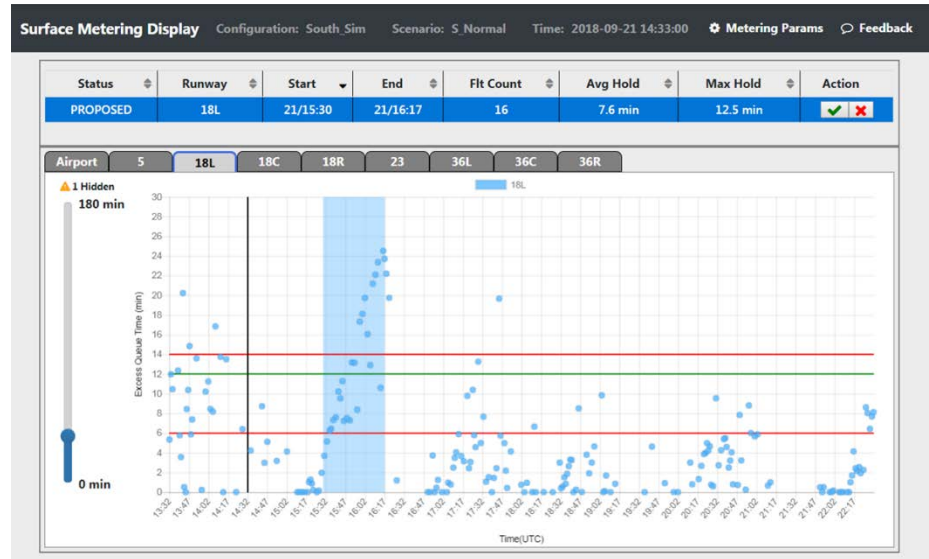 Surface Metering Display Configuration: South_Sim Scenario: S_Normal Time: 2018-09-21 14:33:00 Metering Params Feedback
Status Runway Start End Flt Count Avg Hold Max Hold Action
PROPOSED 18L 21/15:30 21/16:17 16 7.6 min 12.5 min
Airport 5 18L 18C 18R 23 36L 36C 36R
1 Hidden
180 min
0 min
18L
30
28
26
24
22
20
18
16
14
12
10
8
6
4
2
0
Excess Queue Time (min)
13:32 13:47 14:02 14:17 14:32 14:47 15:02 15:17 15:32 15:47 16:02 16:17 16:32 16:47 17:02 17:17 17:32 17:47 18:02 18:17 18:32 18:47 19:02 19:17 19:32 19:47 20:02 20:17 20:32 20:47 21:02 21:17 21:32 21:47 22:02 22:17
Time(UTC)